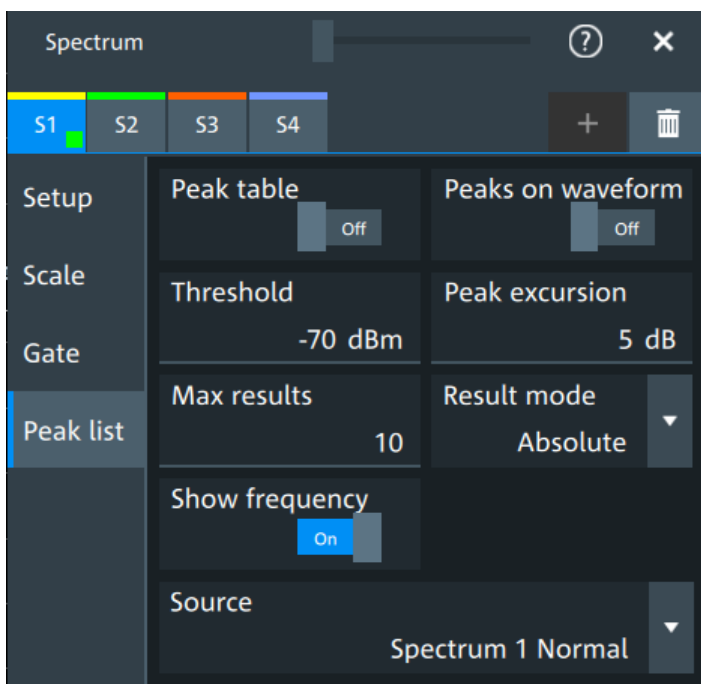 Spectrum
?
S1 S2 S3 S4 +
Setup
Scale
Gate
Peak list
Peak table
Off
Peaks on waveform
Off
Threshold
-70 dBm
Peak excursion
5 dB
Max results
10
Result mode
Absolute
Show frequency
On
Source
Spectrum 1 Normal